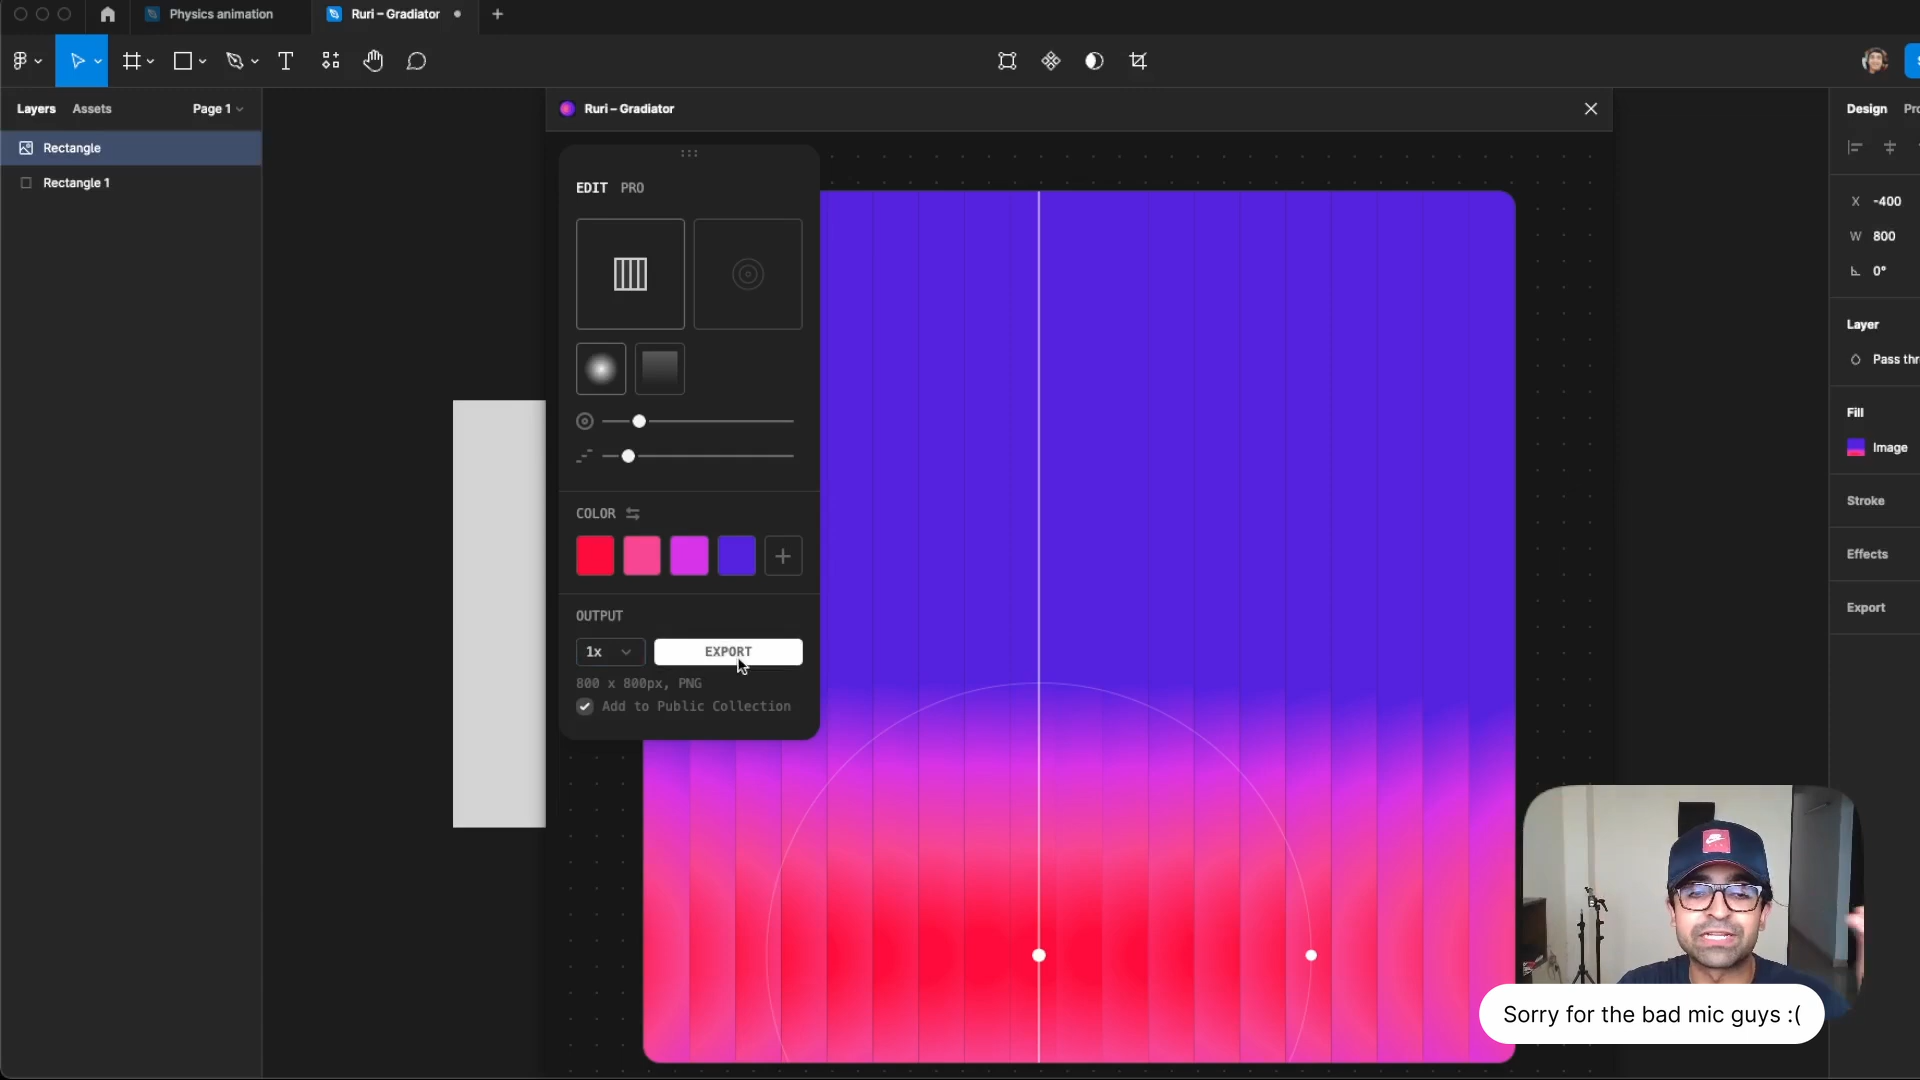 Physics animation
Ruri – Gradiator
Layers
Assets
Page 1
Ruri – Gradiator
Design
Rectangle
Rectangle 1
EDIT
PRO
X -400
W 800
0°
Layer
Fill
Image
Stroke
COLOR
Effects
Export
OUTPUT
1x
EXPORT
800 x 800px, PNG
Add to Public Collection
Sorry for the bad mic guys :(